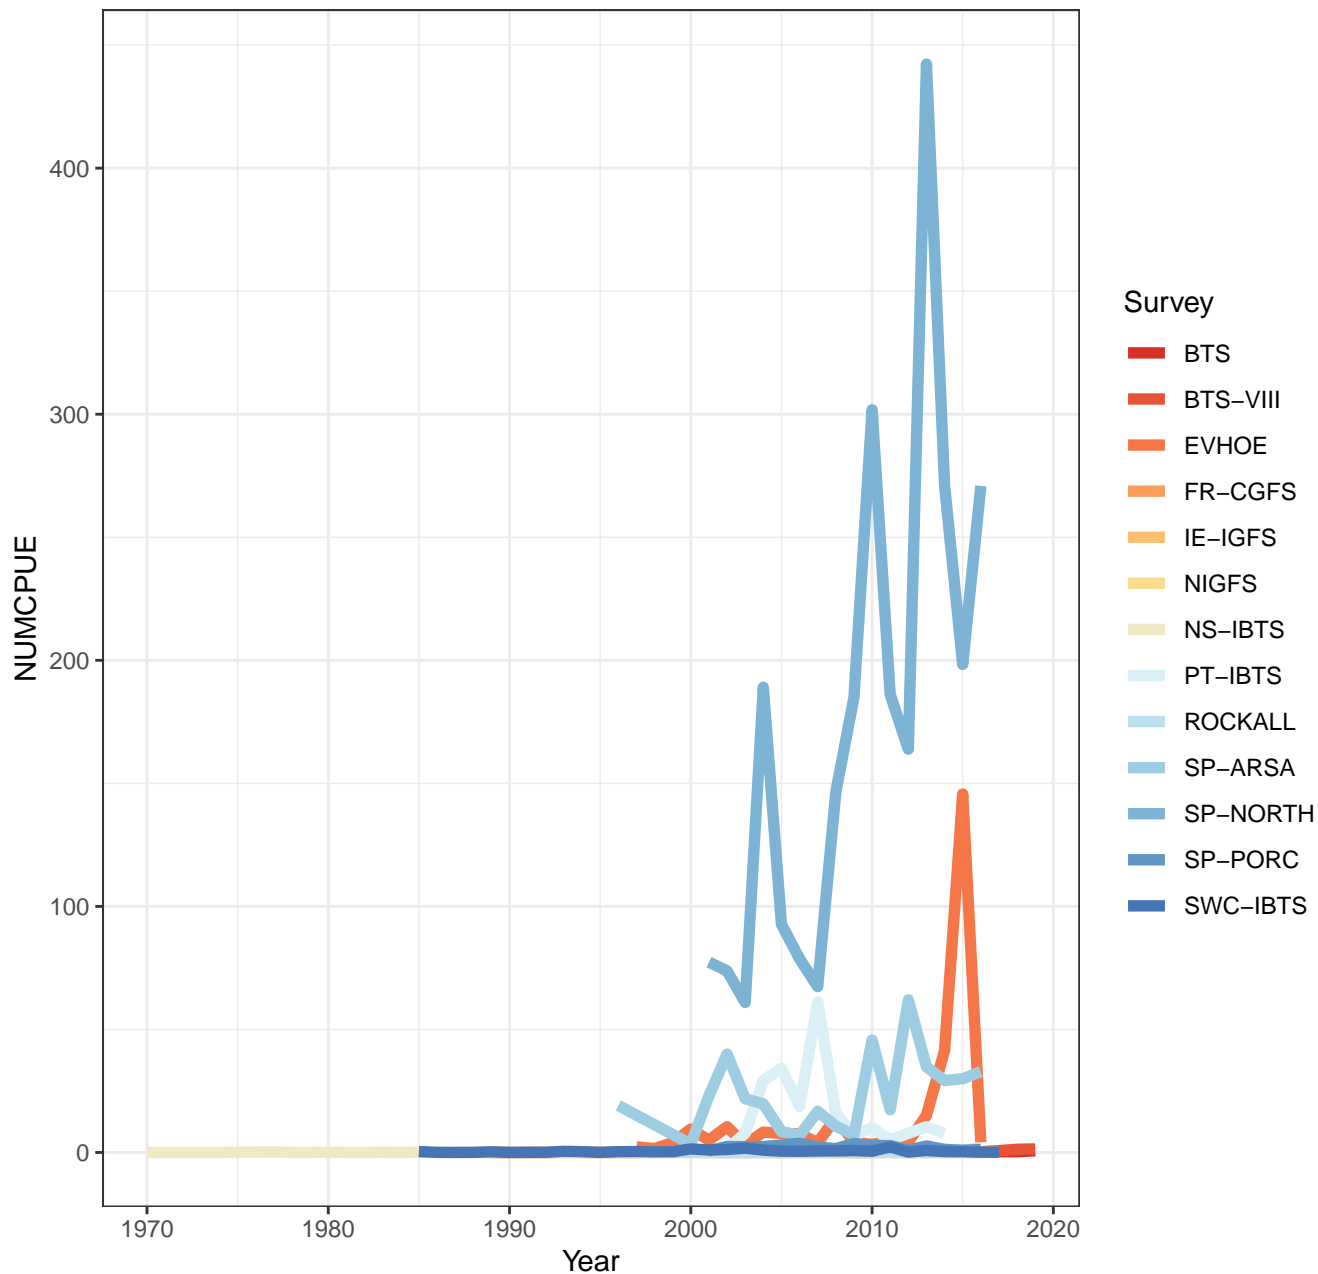 NUMCPUE
400
300
200
100
0
1970 1980 1990 2000 2010 2020
Year
Survey
BTS
BTS−VIII
EVHOE
FR−CGFS
IE−IGFS
NIGFS
NS−IBTS
PT−IBTS
ROCKALL
SP−ARSA
SP−NORTH
SP−PORC
SWC−IBTS